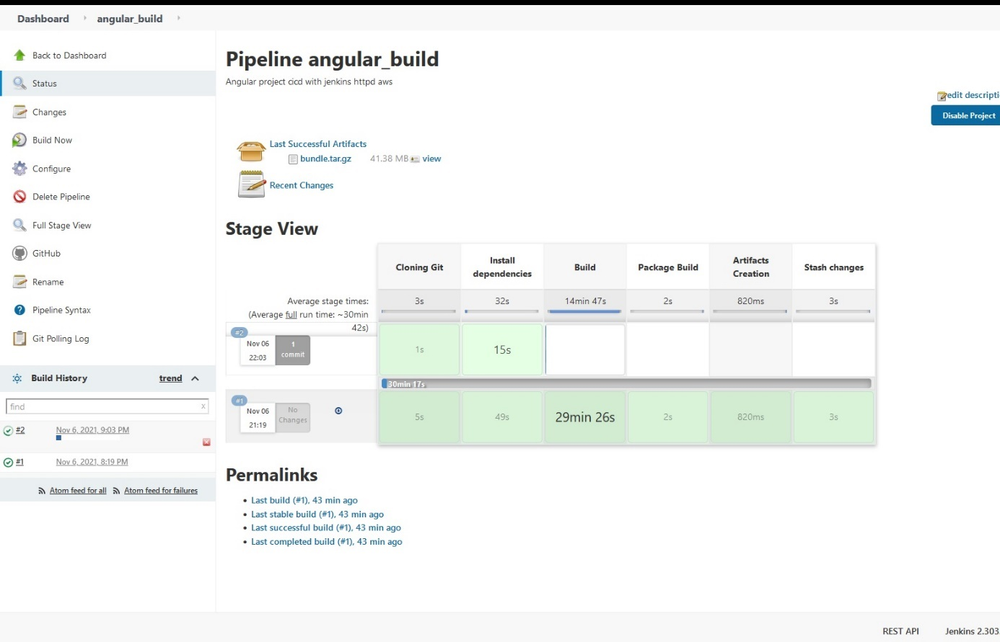 Dashboard
angular_build
Back to Dashboard
Status
Changes
Build Now
Configure
Delete Pipeline
Full Stage View
GitHub
Rename
Pipeline Syntax
Git Polling Log
Build History
trend
find
x
#2
Nov 6, 2021, 9:03 PM
#1
Nov 6, 2021, 8:19 PM
Atom feed for all
Atom feed for failures
Pipeline angular_build
Angular project cicd with jenkins httpd aws
edit descripti
Disable Project
Last Successful Artifacts
bundle.tar.gz 41.38 MB view
Recent Changes
Stage View
Cloning Git
Install
dependencies
Build
Package Build
Artifacts
Creation
Stash changes
Average stage times:
(Average full run time: ~30min
42s)
3s
32s
14min 47s
2s
820ms
3s
#2
Nov 06
22:03
1
commit
1s
15s
30min 17s
#1
Nov 06
21:19
No
Changes
5s
49s
29min 26s
2s
820ms
3s
Permalinks
Last build (#1), 43 min ago
Last stable build (#1), 43 min ago
Last successful build (#1), 43 min ago
Last completed build (#1), 43 min ago
REST API
Jenkins 2.303